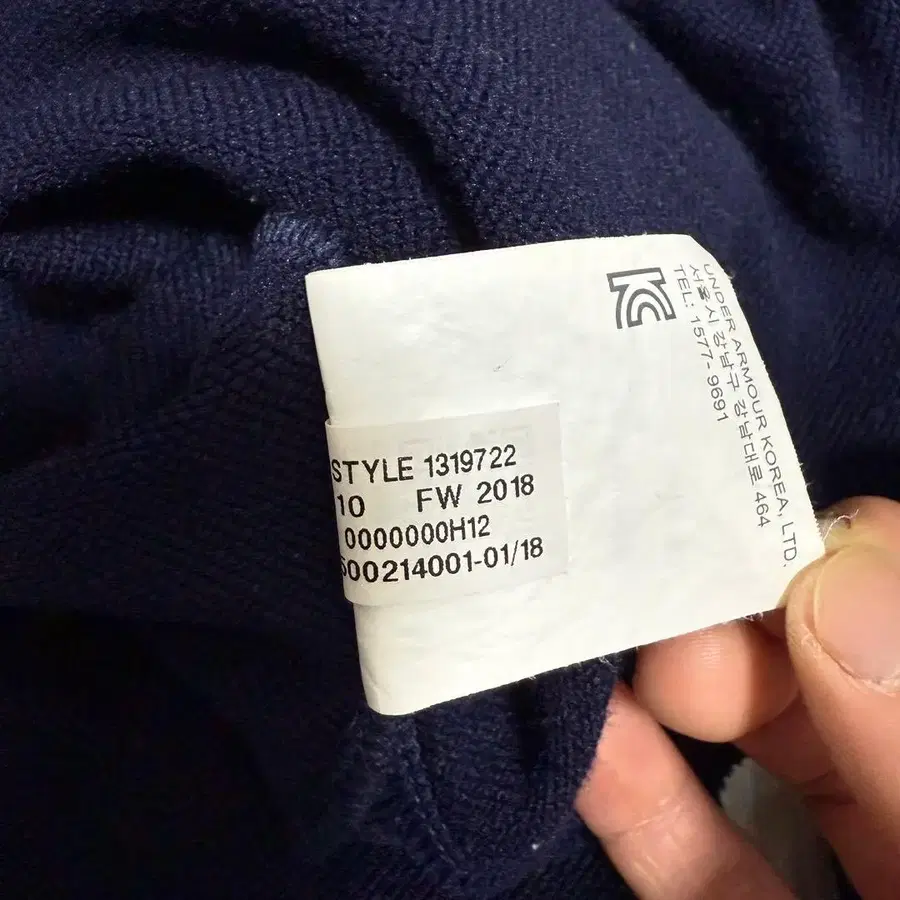 STYLE 1319722
10 FW 2018
0000000H12
S00214001-01/18
UNDER ARMOUR KOREA, LTD.
서울시 강남구 강남대로 464
TEL: 1577-9691